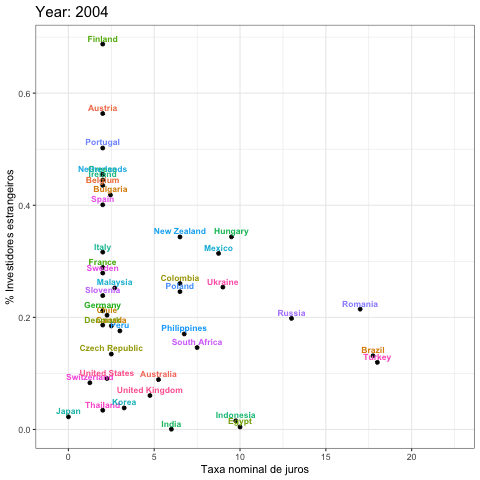 Year: 2004
% Investidores estrangeiros
0.6
0.4
0.2
0.0
Finland
Austria
Portugal
Netherlands
Greece
Ireland
Belgium
Bulgaria
Spain
New Zealand
Hungary
Italy
Mexico
France
Sweden
Colombia
Malaysia
Ukraine
Poland
Slovenia
Romania
Germany
Chile
Russia
Denmark
Canada
Peru
Philippines
South Africa
Czech Republic
Brazil
Turkey
United States
Australia
Switzerland
United Kingdom
Korea
Thailand
Japan
Indonesia
Egypt
India
0
5
10
15
20
Taxa nominal de juros